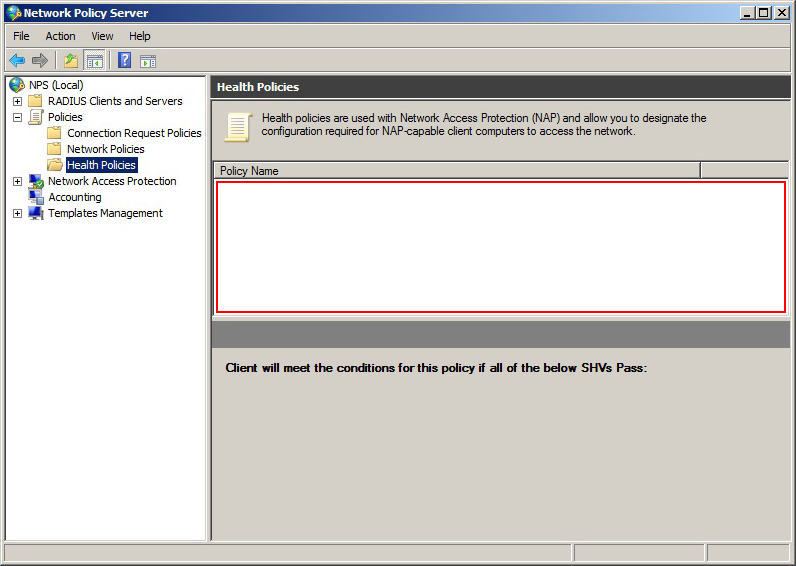 Network Policy Server
File Action View Help
NPS (Local)
RADIUS Clients and Servers
Policies
Connection Request Policies
Network Policies
Health Policies
Network Access Protection
Accounting
Templates Management
Health Policies
Health policies are used with Network Access Protection (NAP) and allow you to designate the
configuration required for NAP-capable client computers to access the network.
Policy Name
Client will meet the conditions for this policy if all of the below SHVs Pass: